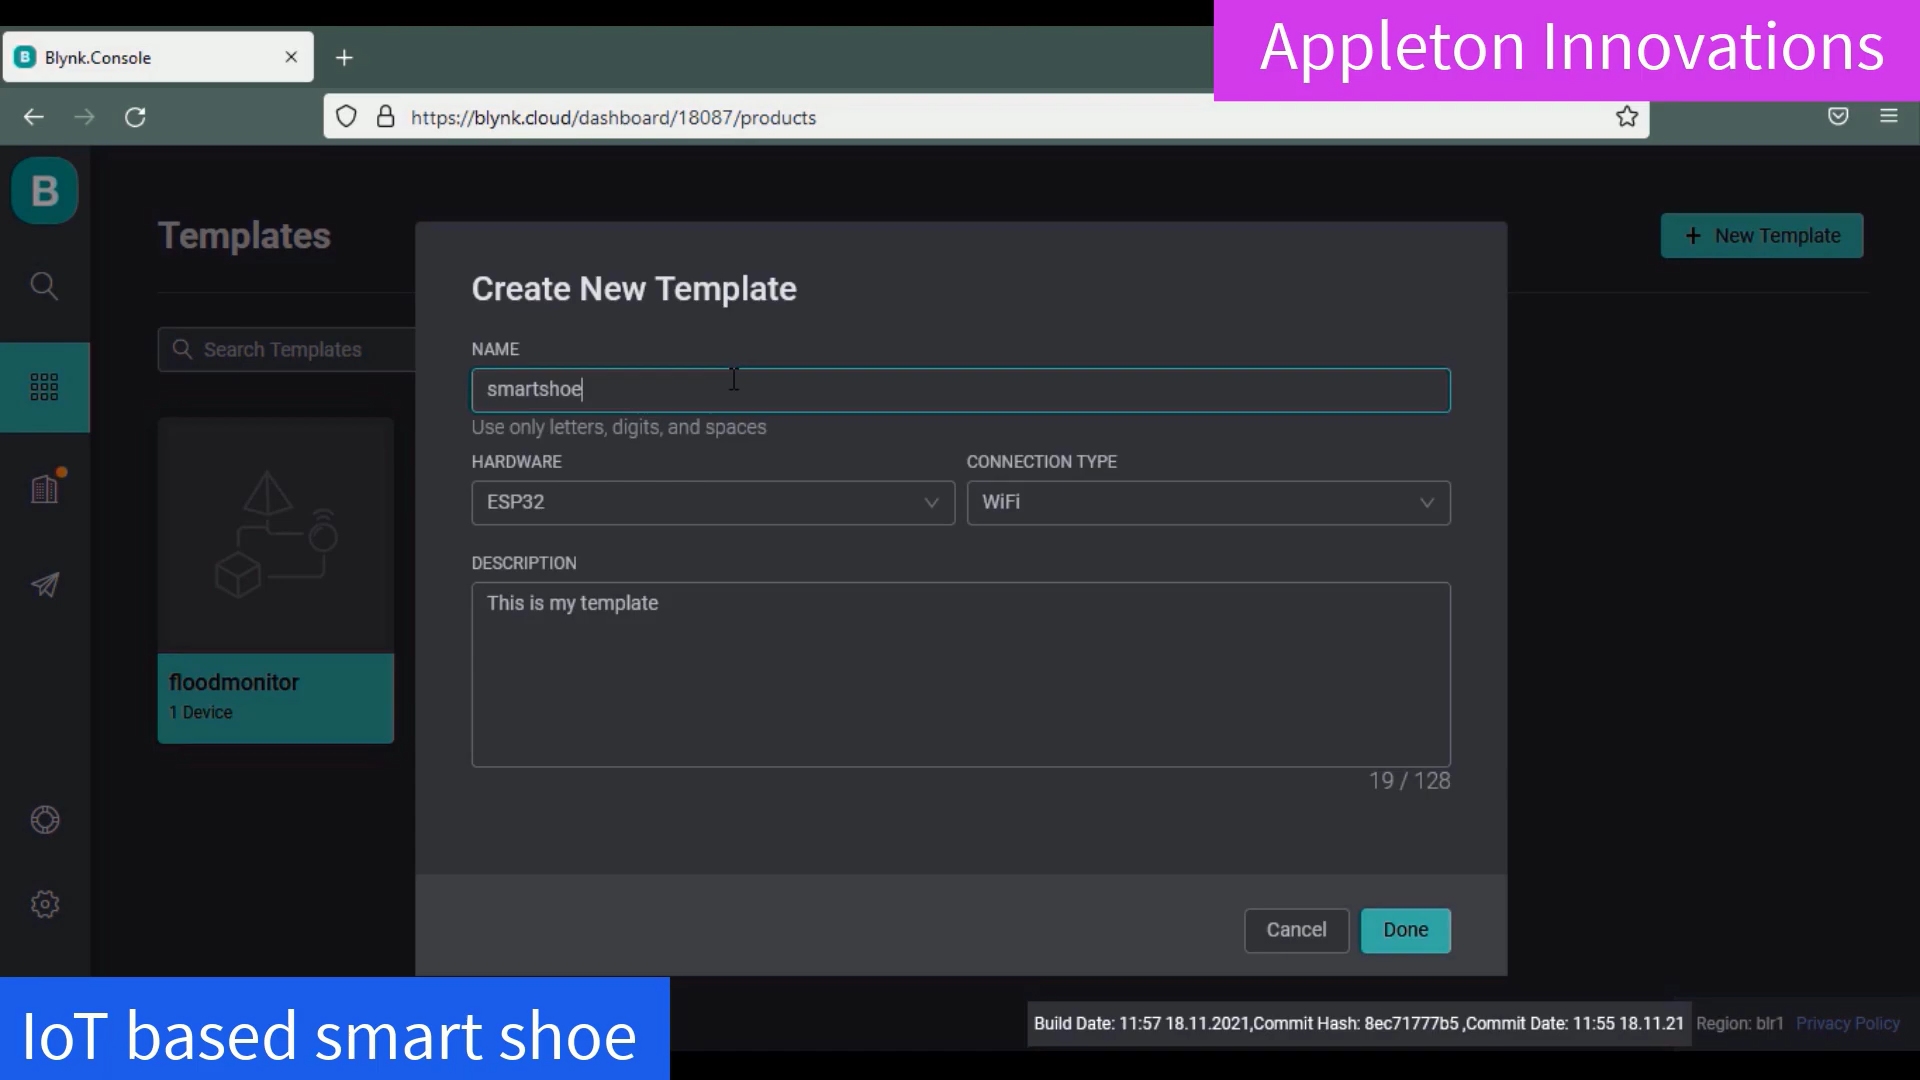 Appleton Innovations
B Blynk.Console
https://blynk.cloud/dashboard/18087/products
B
Templates
+ New Template
Create New Template
NAME
Search Templates
smartshoe
Use only letters, digits, and spaces
HARDWARE
CONNECTION TYPE
ESP32
WiFi
DESCRIPTION
This is my template
floodmonitor
1 Device
19 / 128
Cancel
Done
IoT based smart shoe
Build Date: 11:57 18.11.2021,Commit Hash: 8ec71777b5 ,Commit Date: 11:55 18.11.21
Region: blr1
Privacy Policy